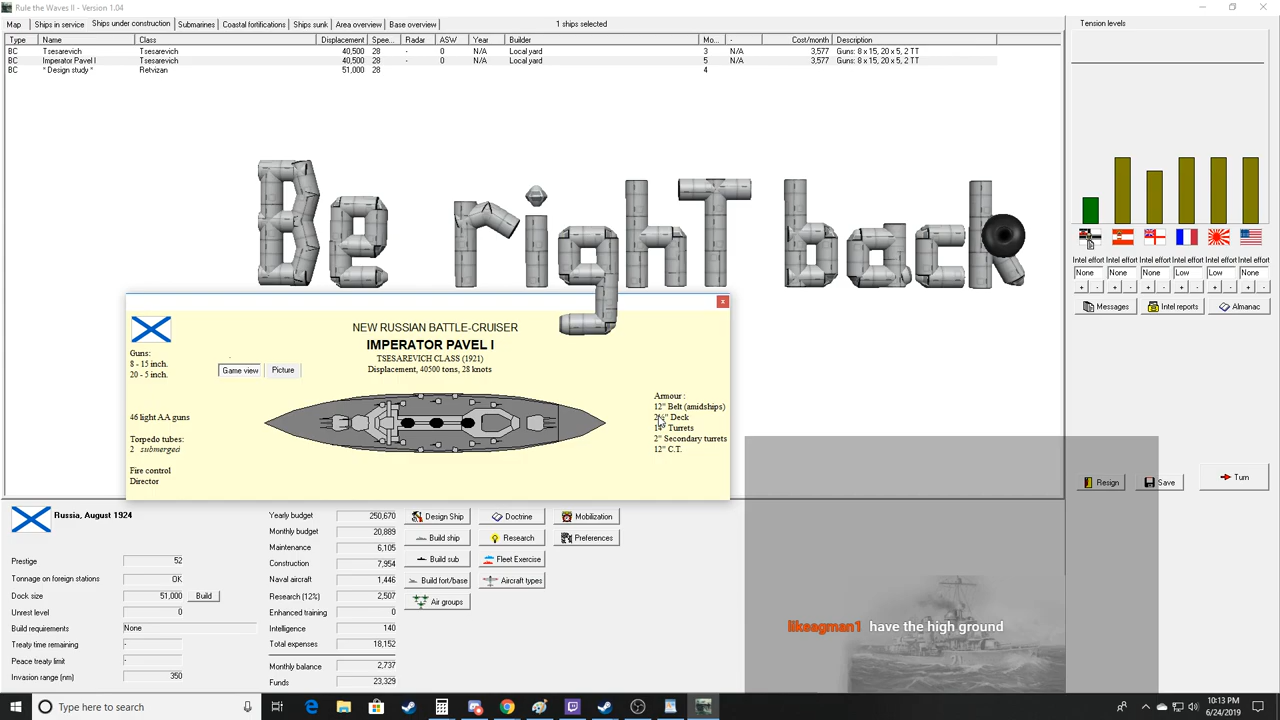 Rule the Waves II - Version 1.04
Map Ships in service Ships under construction Submarines Coastal fortifications Ships sunk Area overview Base overview 1 ships selected
Type Name Class Displacement Spee... Radar ASW Year Builder Mo... - Cost/month Description
BC Tsesarevich Tsesarevich 40,500 28 - 0 N/A Local yard 3 N/A 3,577 Guns: 8 x 15, 20 x 5, 2 TT
BC Imperator Pavel I Tsesarevich 40,500 28 - 0 N/A Local yard 5 N/A 3,577 Guns: 8 x 15, 20 x 5, 2 TT
BC * Design study * Retvizan 51,000 28 4
Tension levels
Be righT back
Intel effort Intel effort Intel effort Intel effort Intel effort Intel effort
None None None Low Low None
+ - + - + - + - + - + -
Messages Intel reports Almanac
x
NEW RUSSIAN BATTLE-CRUISER
IMPERATOR PAVEL I
TSESAREVICH CLASS (1921)
Displacement, 40500 tons, 28 knots
Guns:
8 - 15 inch.
20 - 5 inch.
Game view Picture
46 light AA guns
Torpedo tubes:
2 submerged
Fire control
Director
Armour :
12" Belt (amidships)
Deck
Turrets
2" Secondary turrets
12" C.T.
Resign Save Turn
Russia, August 1924
Prestige 52
Tonnage on foreign stations OK
Dock size 51,000 Build
Unrest level 0
Build requirements None
Treaty time remaining -
Peace treaty limit -
Invasion range (nm) 350
Yearly budget 250,670
Monthly budget 20,889
Maintenance 6,105
Construction 7,954
Naval aircraft 1,446
Research (12%) 2,507
Enhanced training 0
Intelligence 140
Total expenses 18,152
Monthly balance 2,737
Funds 23,329
Design Ship Doctrine Mobilization
Build ship Research Preferences
Build sub Fleet Exercise
Build fort/base Aircraft types
Air groups
liksegman1 have the high ground
Type here to search
10:13 PM
6/24/2019